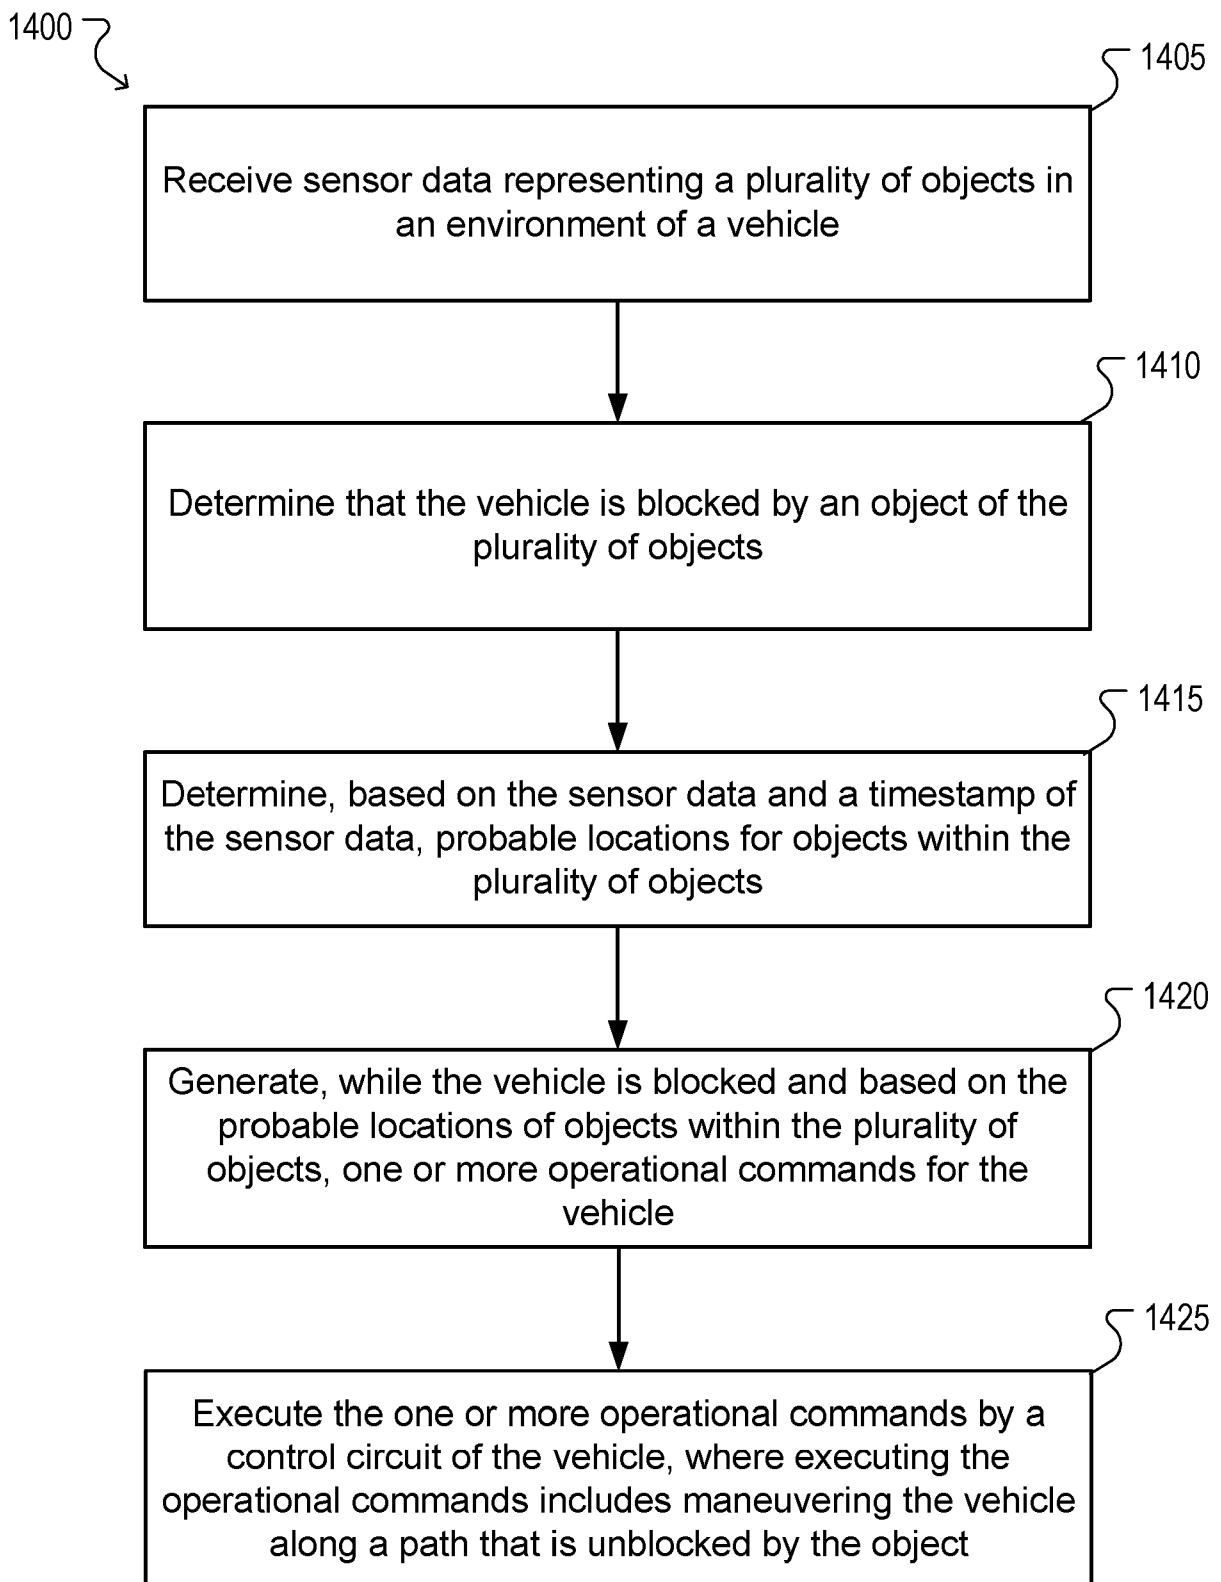 1400
1405
Receive sensor data representing a plurality of objects in
an environment of a vehicle
1410
Determine that the vehicle is blocked by an object of the
plurality of objects
1415
Determine, based on the sensor data and a timestamp of
the sensor data, probable locations for objects within the
plurality of objects
1420
Generate, while the vehicle is blocked and based on the
probable locations of objects within the plurality of
objects, one or more operational commands for the
vehicle
1425
Execute the one or more operational commands by a
control circuit of the vehicle, where executing the
operational commands includes maneuvering the vehicle
along a path that is unblocked by the object